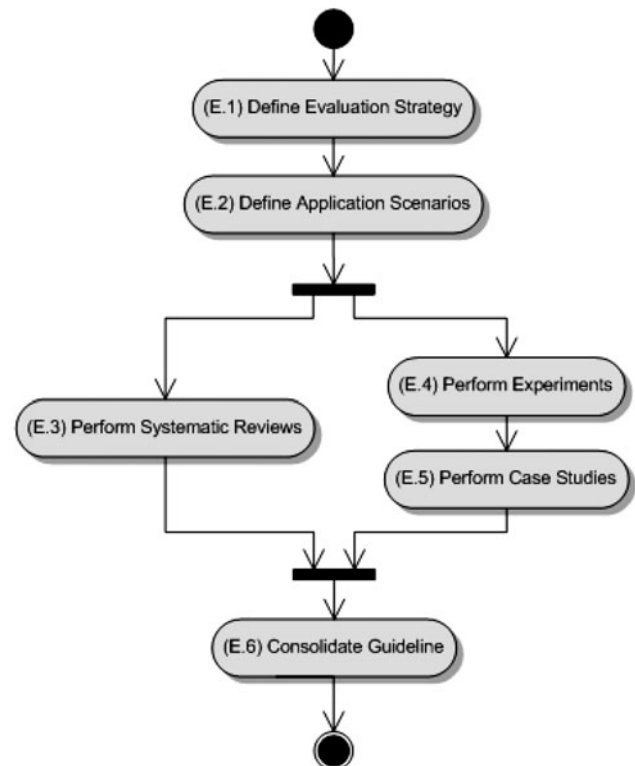 (E.1) Define Evaluation Strategy
(E.2) Define Application Scenarios
(E.4) Perform Experiments
(E.3) Perform Systematic Reviews
(E.5) Perform Case Studies
(E.6) Consolidate Guideline